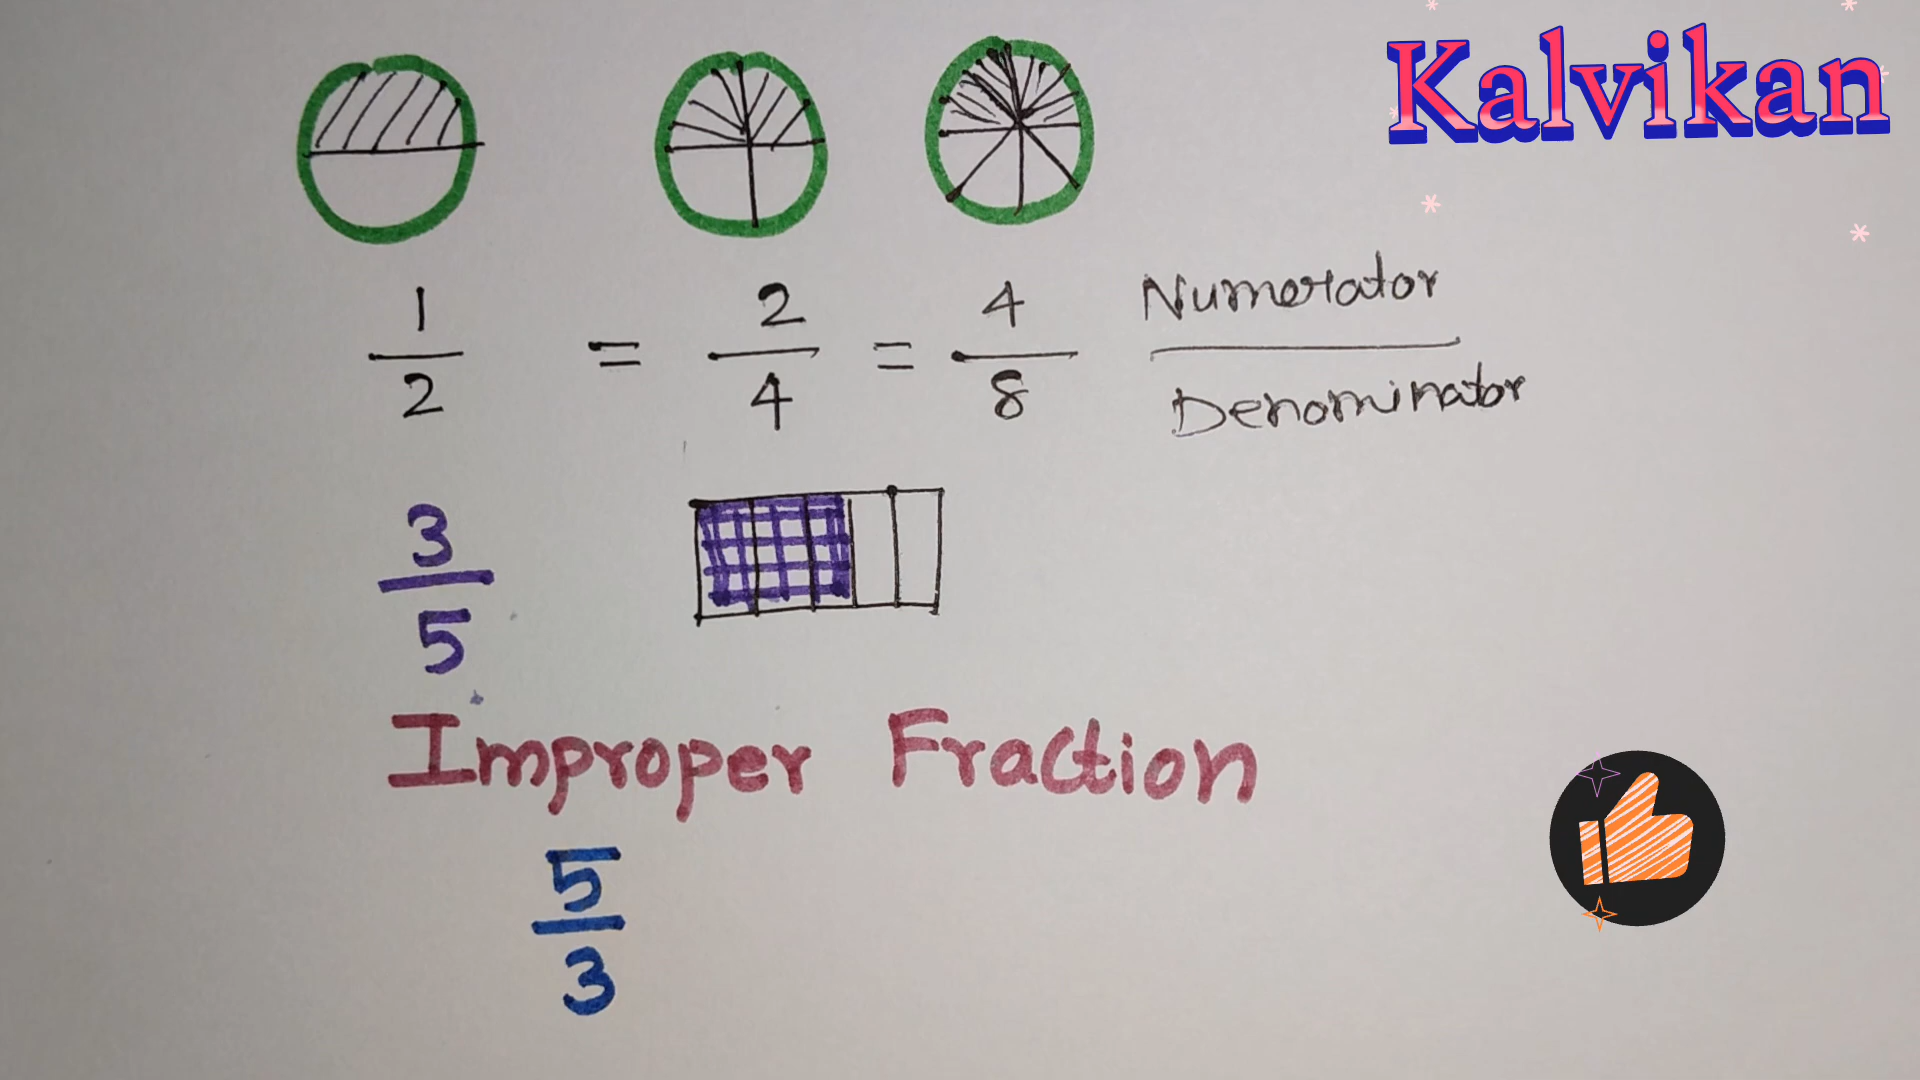 Kalvikan
1/2 = 2/4 = 4/8 Numerator/Denominator
3/5
Improper Fraction
5/3